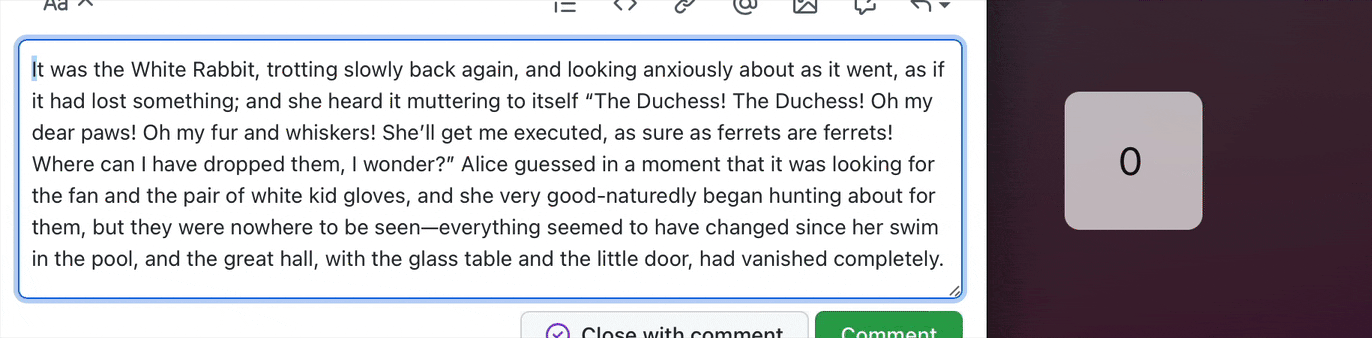 Aa
It was the White Rabbit, trotting slowly back again, and looking anxiously about as it went, as if
it had lost something; and she heard it muttering to itself “The Duchess! The Duchess! Oh my
dear paws! Oh my fur and whiskers! She’ll get me executed, as sure as ferrets are ferrets!
Where can I have dropped them, I wonder?” Alice guessed in a moment that it was looking for
the fan and the pair of white kid gloves, and she very good-naturedly began hunting about for
them, but they were nowhere to be seen—everything seemed to have changed since her swim
in the pool, and the great hall, with the glass table and the little door, had vanished completely.
0
Close with comment
Comment